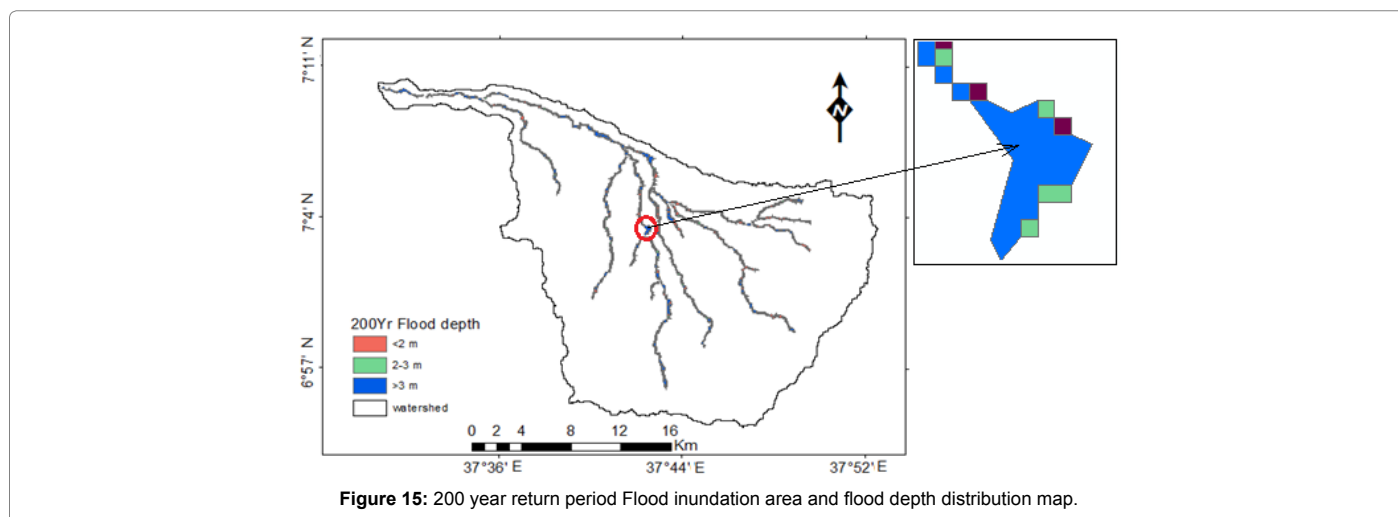 7°11' N
7°4' N
6°57' N
N
200Yr Flood depth
<2 m
2-3 m
>3 m
watershed
0 2 4 8 12 16
Km
37°36' E 37°44' E 37°52' E
Figure 15: 200 year return period Flood inundation area and flood depth distribution map.